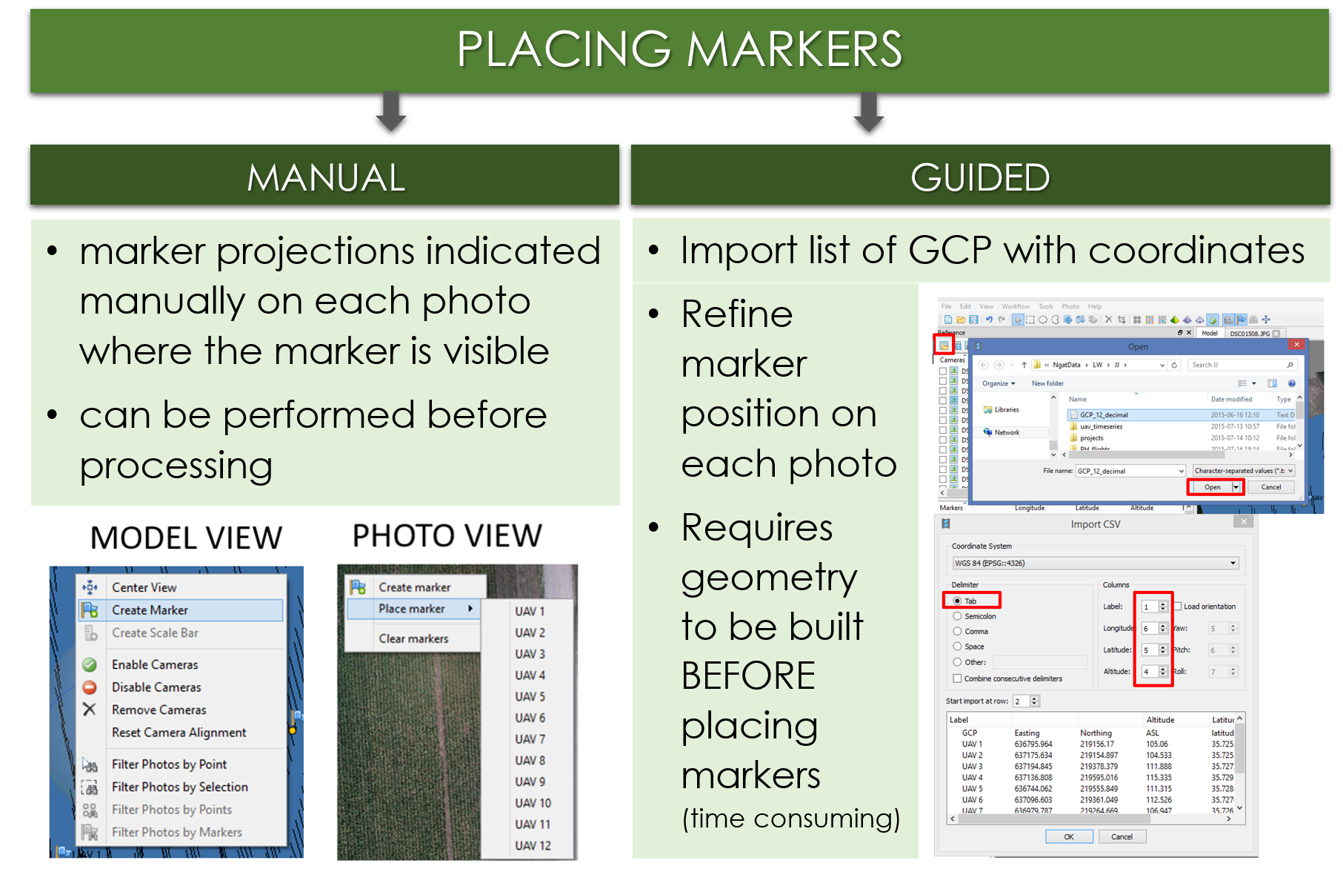 PLACING MARKERS
MANUAL
• marker projections indicated
manually on each photo
where the marker is visible
• can be performed before
processing
MODEL VIEW
Center View
Create Marker
Create Scale Bar
Enable Cameras
Disable Cameras
Remove Cameras
Reset Camera Alignment
Filter Photos by Point
Filter Photos by Selection
Filter Photos by Points
Filter Photos by Markers
PHOTO VIEW
Create marker
Place marker
Clear markers
UAV 1
UAV 2
UAV 3
UAV 4
UAV 5
UAV 6
UAV 7
UAV 8
UAV 9
UAV 10
UAV 11
UAV 12
GUIDED
• Import list of GCP with coordinates
• Refine
marker
position on
each photo
• Requires
geometry
to be built
BEFORE
placing
markers
(time consuming)
File Edit View Workflow Tools Photo Help
Reference
Model DSC01508.JPG
Cameras
Open
« NgatData ▸ LW ▸ JJ ▸
Search JJ
Organize New folder
Libraries
Network
Name Date modified Type
GCP_12_decimal 2015-06-16 12:10 Text D
uav_timeseries 2015-07-13 10:57 File fol
projects 2015-07-14 10:12 File fol
File name: GCP_12_decimal Character-separated values (*.t
Open Cancel
Markers Longitude Latitude Altitude
Import CSV
Coordinate System
WGS 84 (EPSG::4326)
Delimiter
Tab
Semicolon
Comma
Space
Other:
Combine consecutive delimiters
Columns
Label: 1 Load orientation
Longitude: 6 Yaw: 5
Latitude: 5 Pitch: 6
Altitude: 4 Roll: 7
Start import at row: 2
Label Altitude Latitu
GCP Easting Northing ASL latitud
UAV 1 636795.964 219156.17 105.06 35.725
UAV 2 637175.634 219154.897 104.533 35.725
UAV 3 637194.845 219378.379 111.888 35.727
UAV 4 637136.808 219595.016 115.335 35.729
UAV 5 636744.062 219555.849 111.315 35.728
UAV 6 637096.603 219361.049 112.526 35.727
UAV 7 636979.787 219264.669 106.947 35.726
OK Cancel